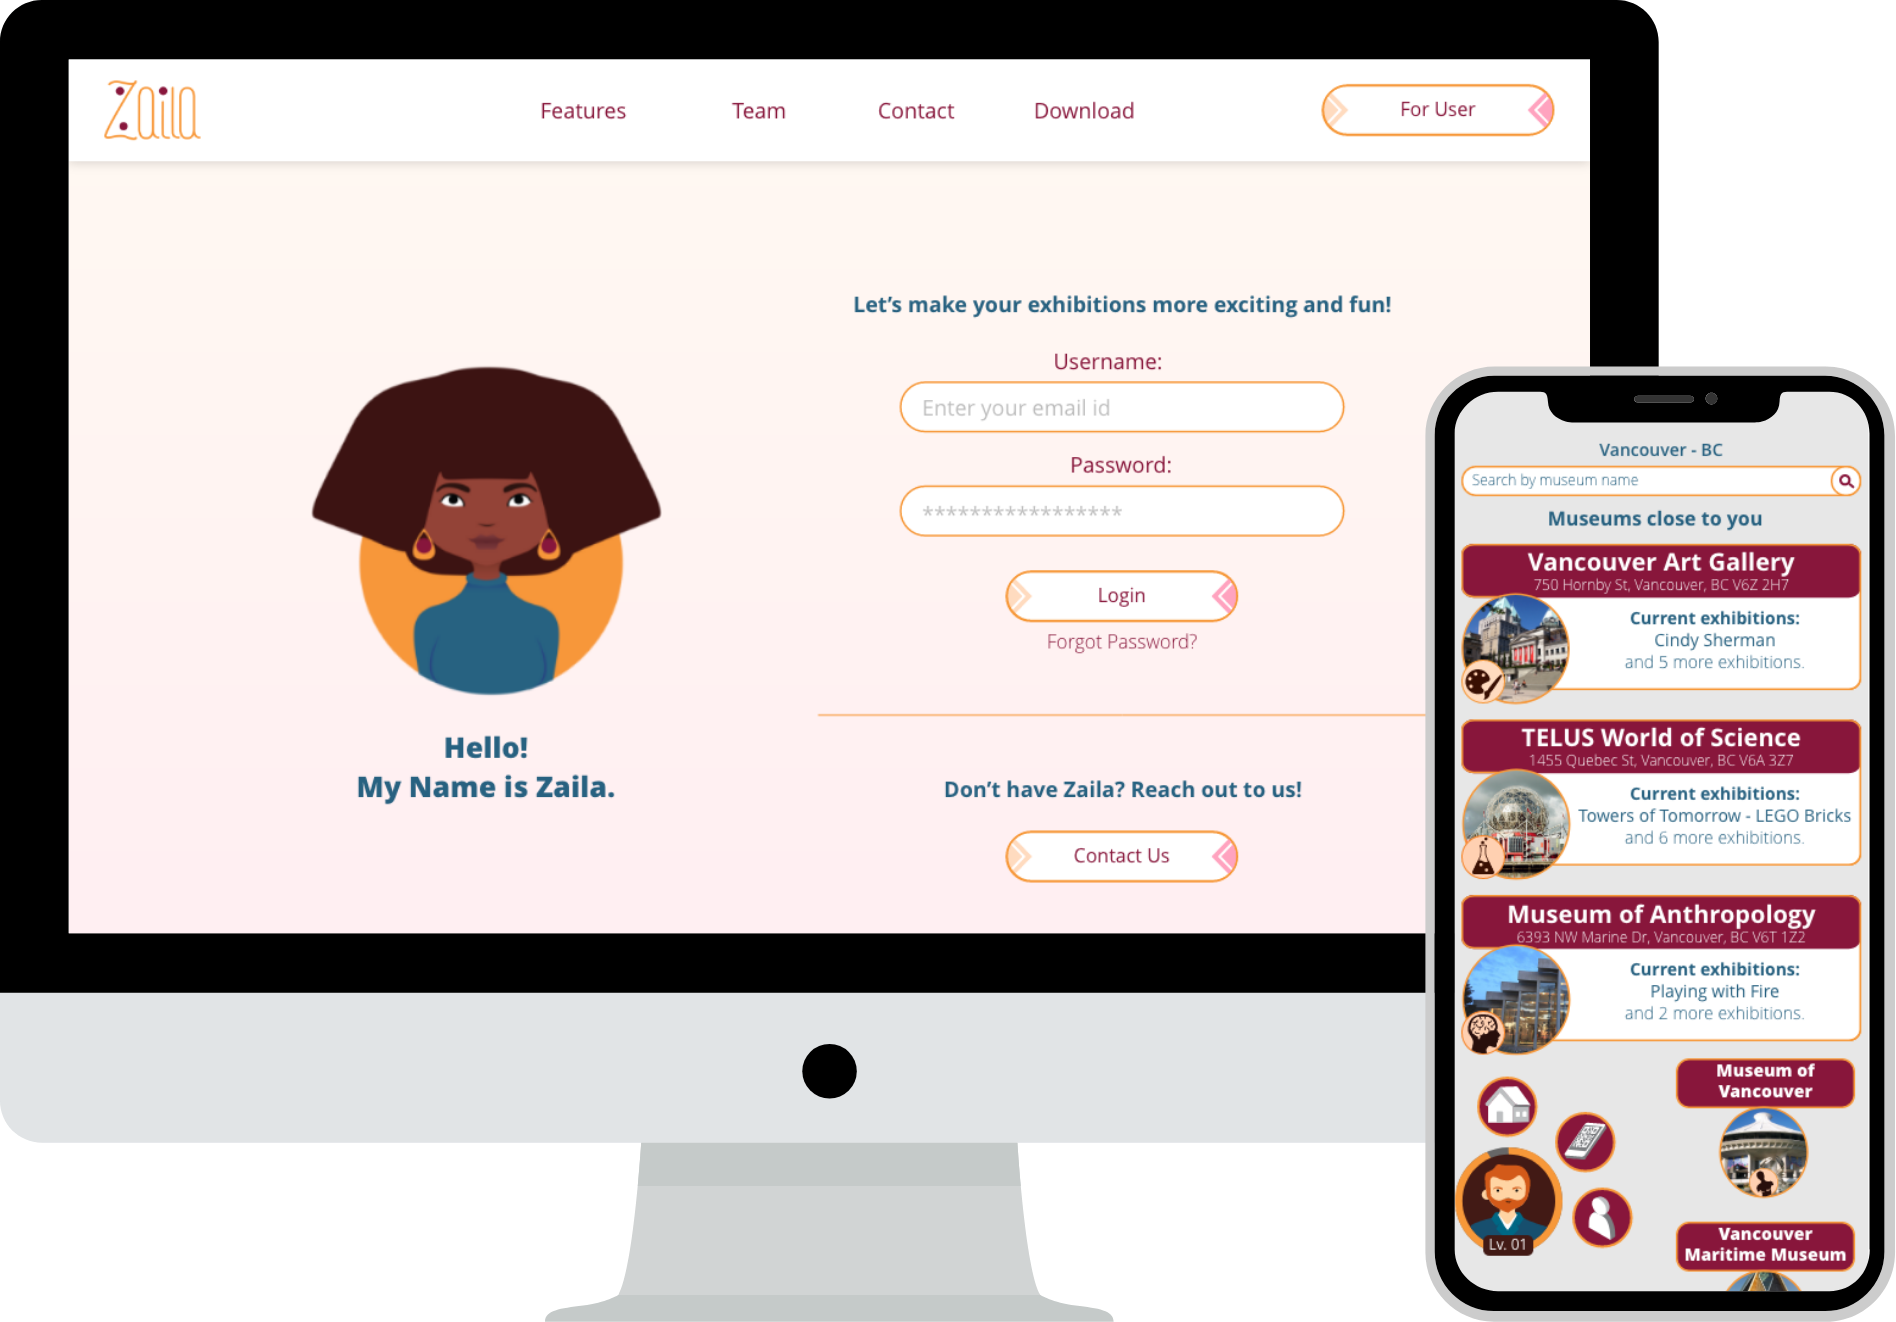 Zaila
Features
Team
Contact
Download
For User
Let's make your exhibitions more exciting and fun!
Username:
Enter your email id
Password:
*****************
Login
Forgot Password?
Hello!
My Name is Zaila.
Don't have Zaila? Reach out to us!
Contact Us
Vancouver - BC
Search by museum name
Museums close to you
Vancouver Art Gallery
750 Hornby St, Vancouver, BC V6Z 2H7
Current exhibitions:
Cindy Sherman
and 5 more exhibitions.
TELUS World of Science
1455 Quebec St, Vancouver, BC V6A 3Z7
Current exhibitions:
Towers of Tomorrow - LEGO Bricks
and 6 more exhibitions.
Museum of Anthropology
6393 NW Marine Dr, Vancouver, BC V6T 1Z2
Current exhibitions:
Playing with Fire
and 2 more exhibitions.
Museum of
Vancouver
Lv. 01
Vancouver
Maritime Museum